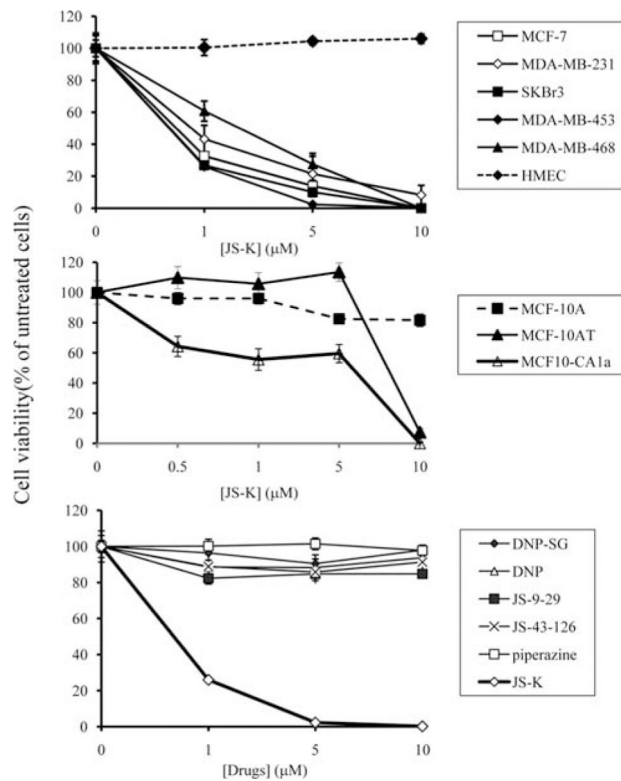 Cell viability(% of untreated cells)
120
100
80
60
40
20
0
0
1
5
10
[JS-K] (μM)
MCF-7
MDA-MB-231
SKBr3
MDA-MB-453
MDA-MB-468
HMEC
120
100
80
60
40
20
0
0
0.5
1
5
10
[JS-K] (μM)
MCF-10A
MCF-10AT
MCF10-CA1a
120
100
80
60
40
20
0
0
1
5
10
[Drugs] (μM)
DNP-SG
DNP
JS-9-29
JS-43-126
piperazine
JS-K